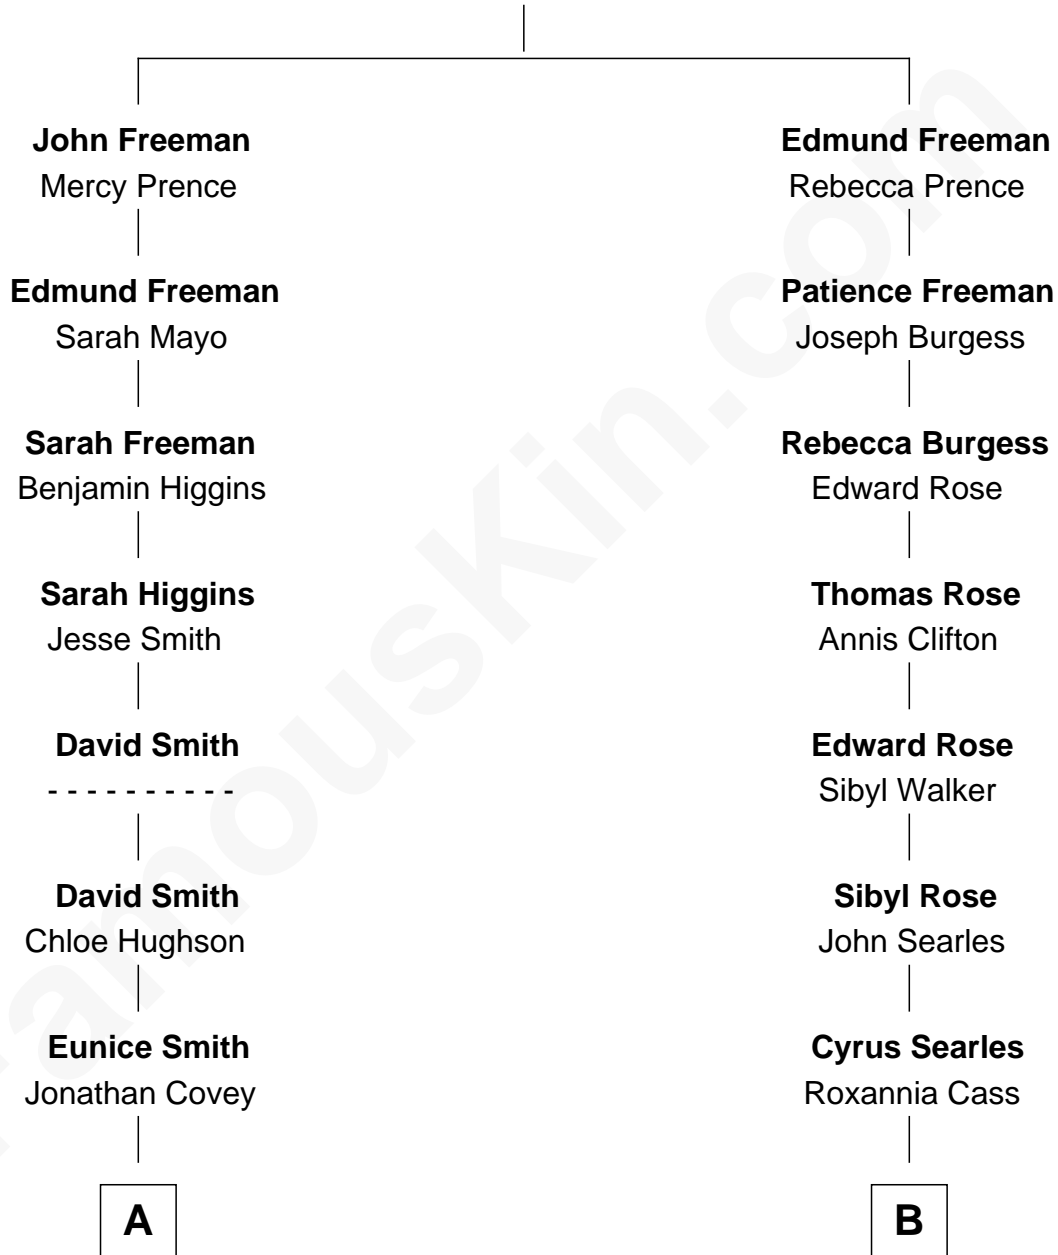 John Freeman
Mercy Prence
Edmund Freeman
Sarah Mayo
Sarah Freeman
Benjamin Higgins
Sarah Higgins
Jesse Smith
David Smith
- - - - - - - - - -
David Smith
Chloe Hughson
Eunice Smith
Jonathan Covey
A
Edmund Freeman
Rebecca Prence
Patience Freeman
Joseph Burgess
Rebecca Burgess
Edward Rose
Thomas Rose
Annis Clifton
Edward Rose
Sibyl Walker
Sibyl Rose
John Searles
Cyrus Searles
Roxannia Cass
B
FamousKin.com